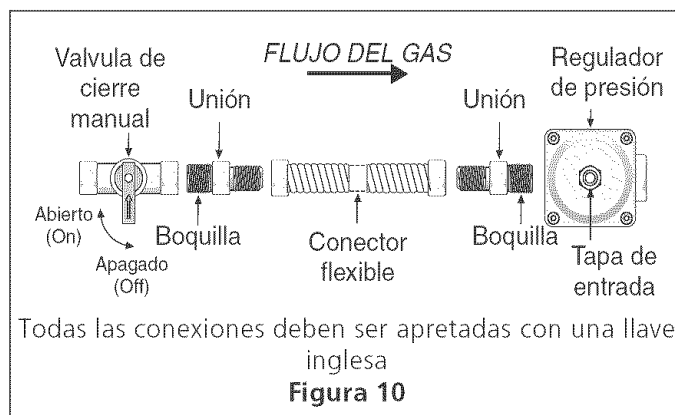 FLUJO DEL GAS
Valvula de
cierre
manual
Unión
Unión
Regulador
de presión
Abierto
(On)
Apagado
(Off)
Boquilla
Conector
flexible
Boquilla
Tapa de
entrada
Todas las conexiones deben ser apretadas con una llave
inglesa
Figura 10